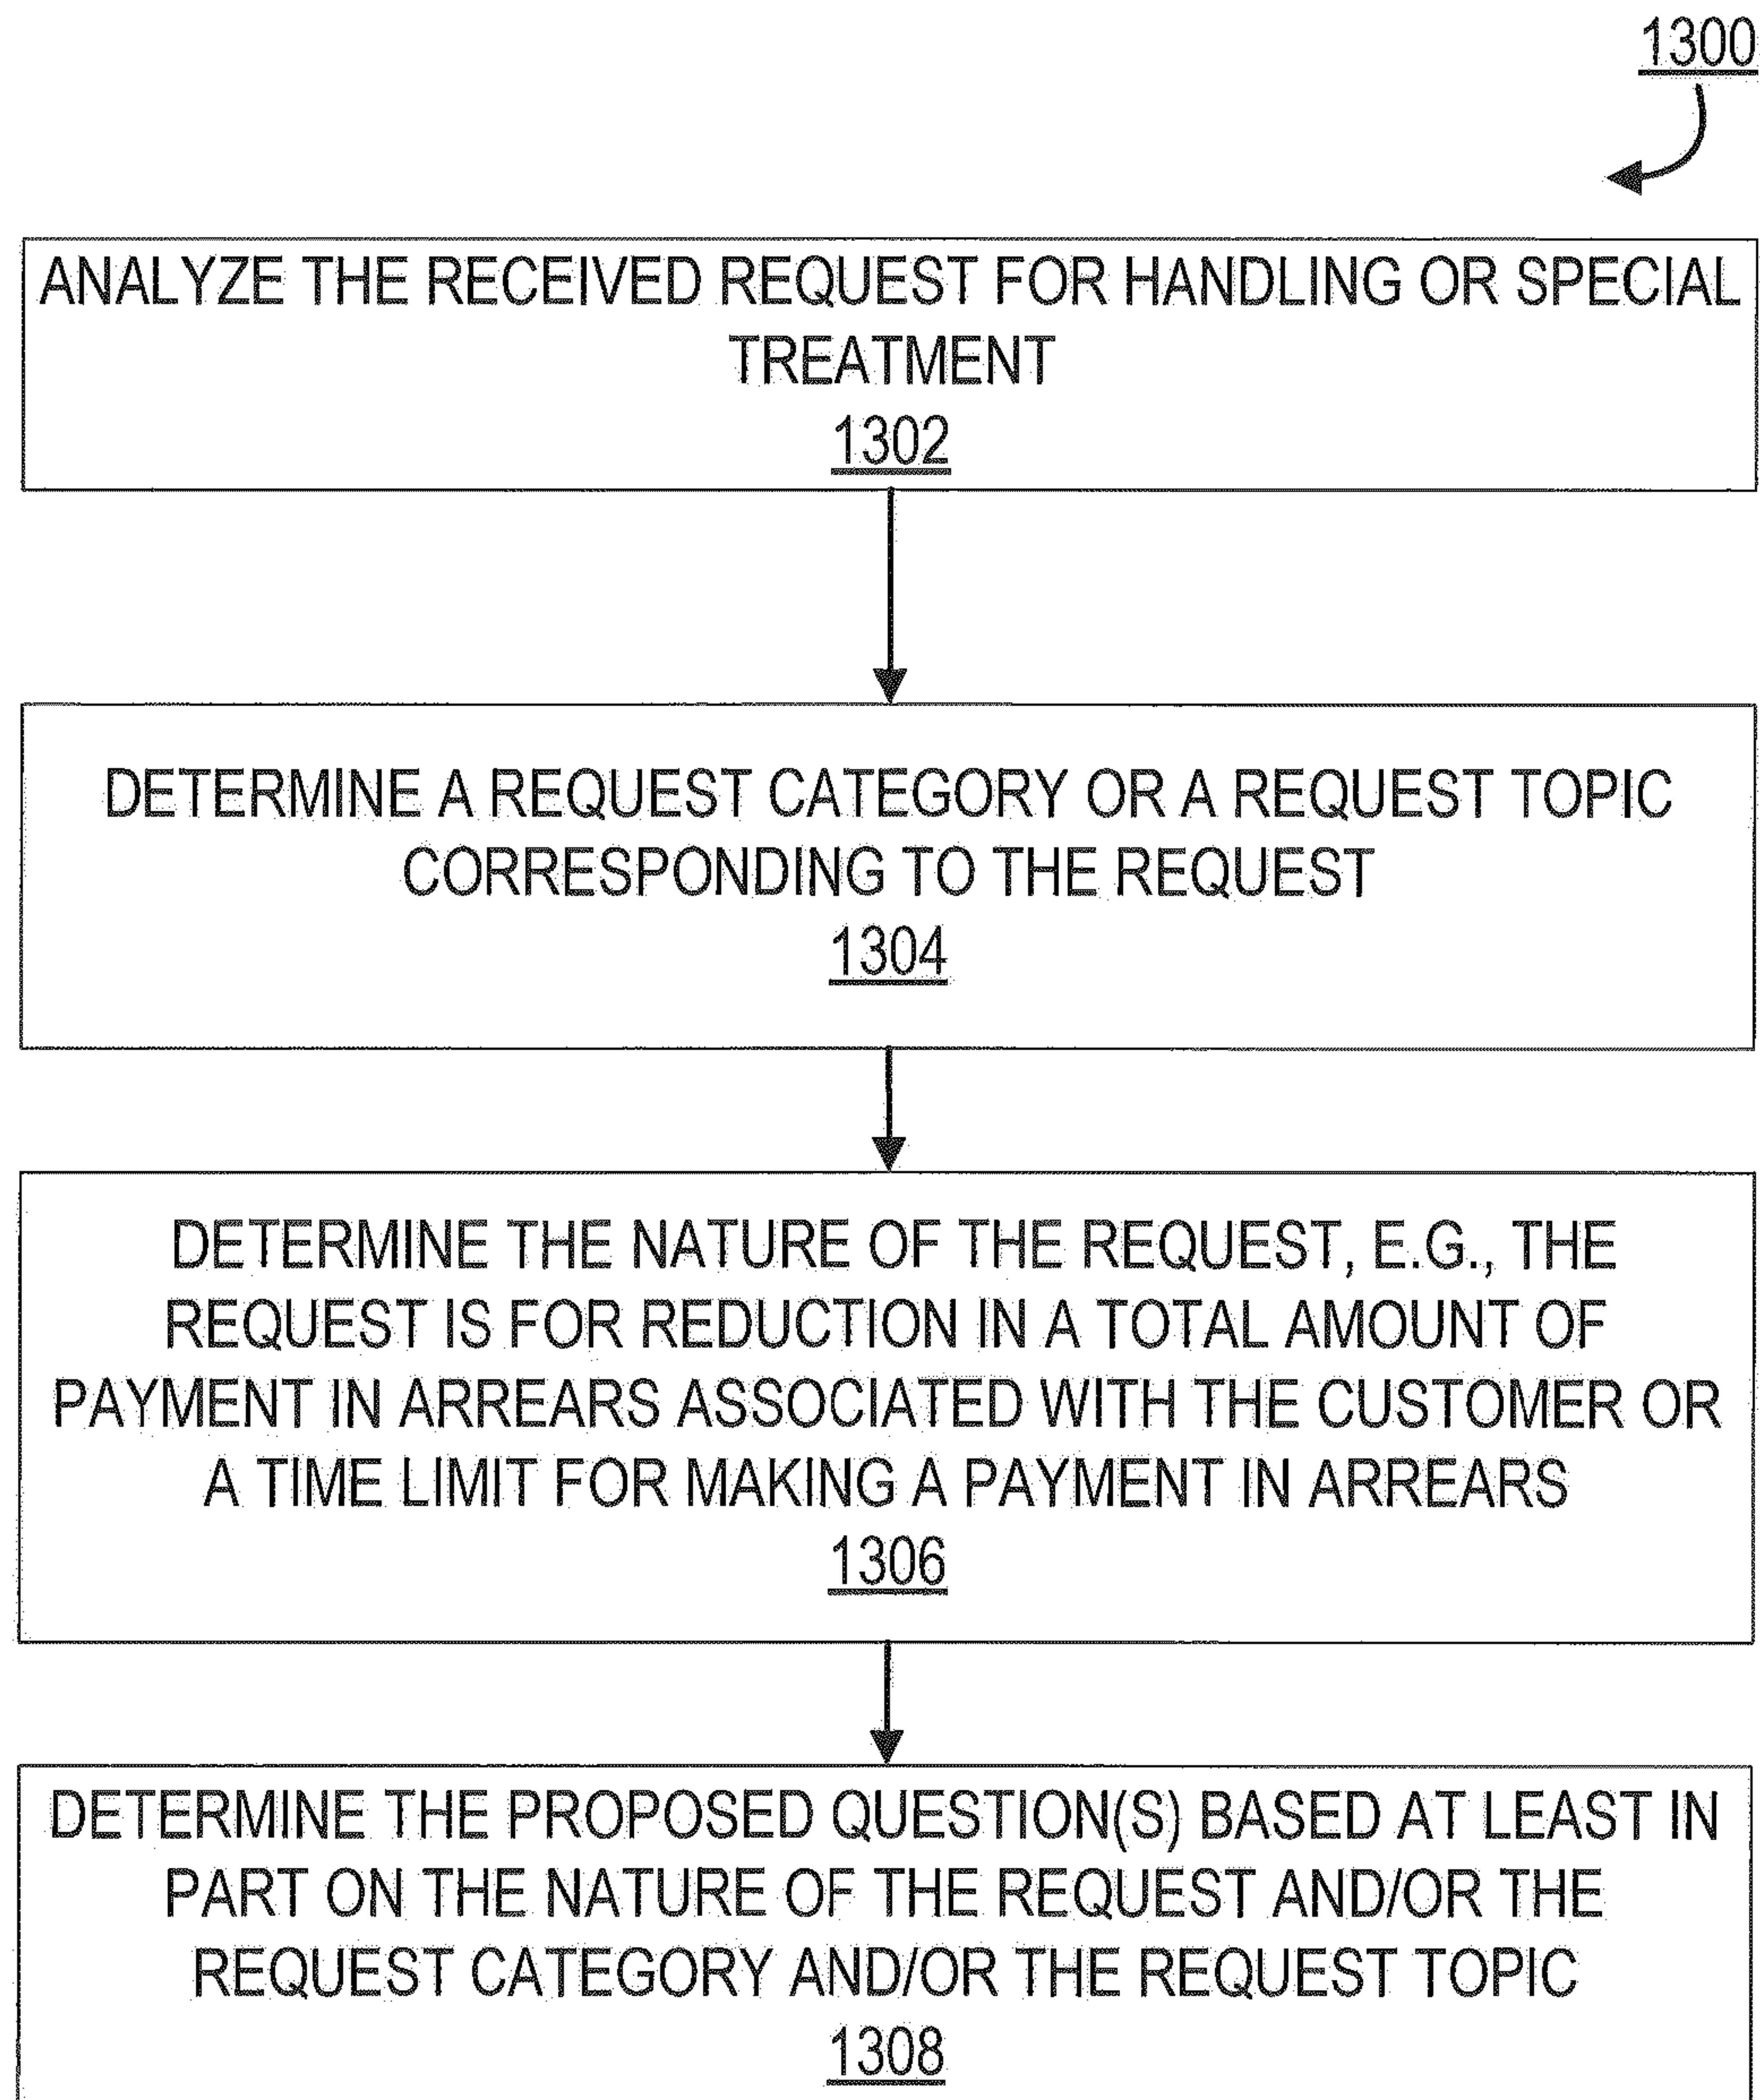 1300
ANALYZE THE RECEIVED REQUEST FOR HANDLING OR SPECIAL
TREATMENT
1302
DETERMINE A REQUEST CATEGORY OR A REQUEST TOPIC
CORRESPONDING TO THE REQUEST
1304
DETERMINE THE NATURE OF THE REQUEST, E.G., THE
REQUEST IS FOR REDUCTION IN A TOTAL AMOUNT OF
PAYMENT IN ARREARS ASSOCIATED WITH THE CUSTOMER OR
A TIME LIMIT FOR MAKING A PAYMENT IN ARREARS
1306
DETERMINE THE PROPOSED QUESTION(S) BASED AT LEAST IN
PART ON THE NATURE OF THE REQUEST AND/OR THE
REQUEST CATEGORY AND/OR THE REQUEST TOPIC
1308